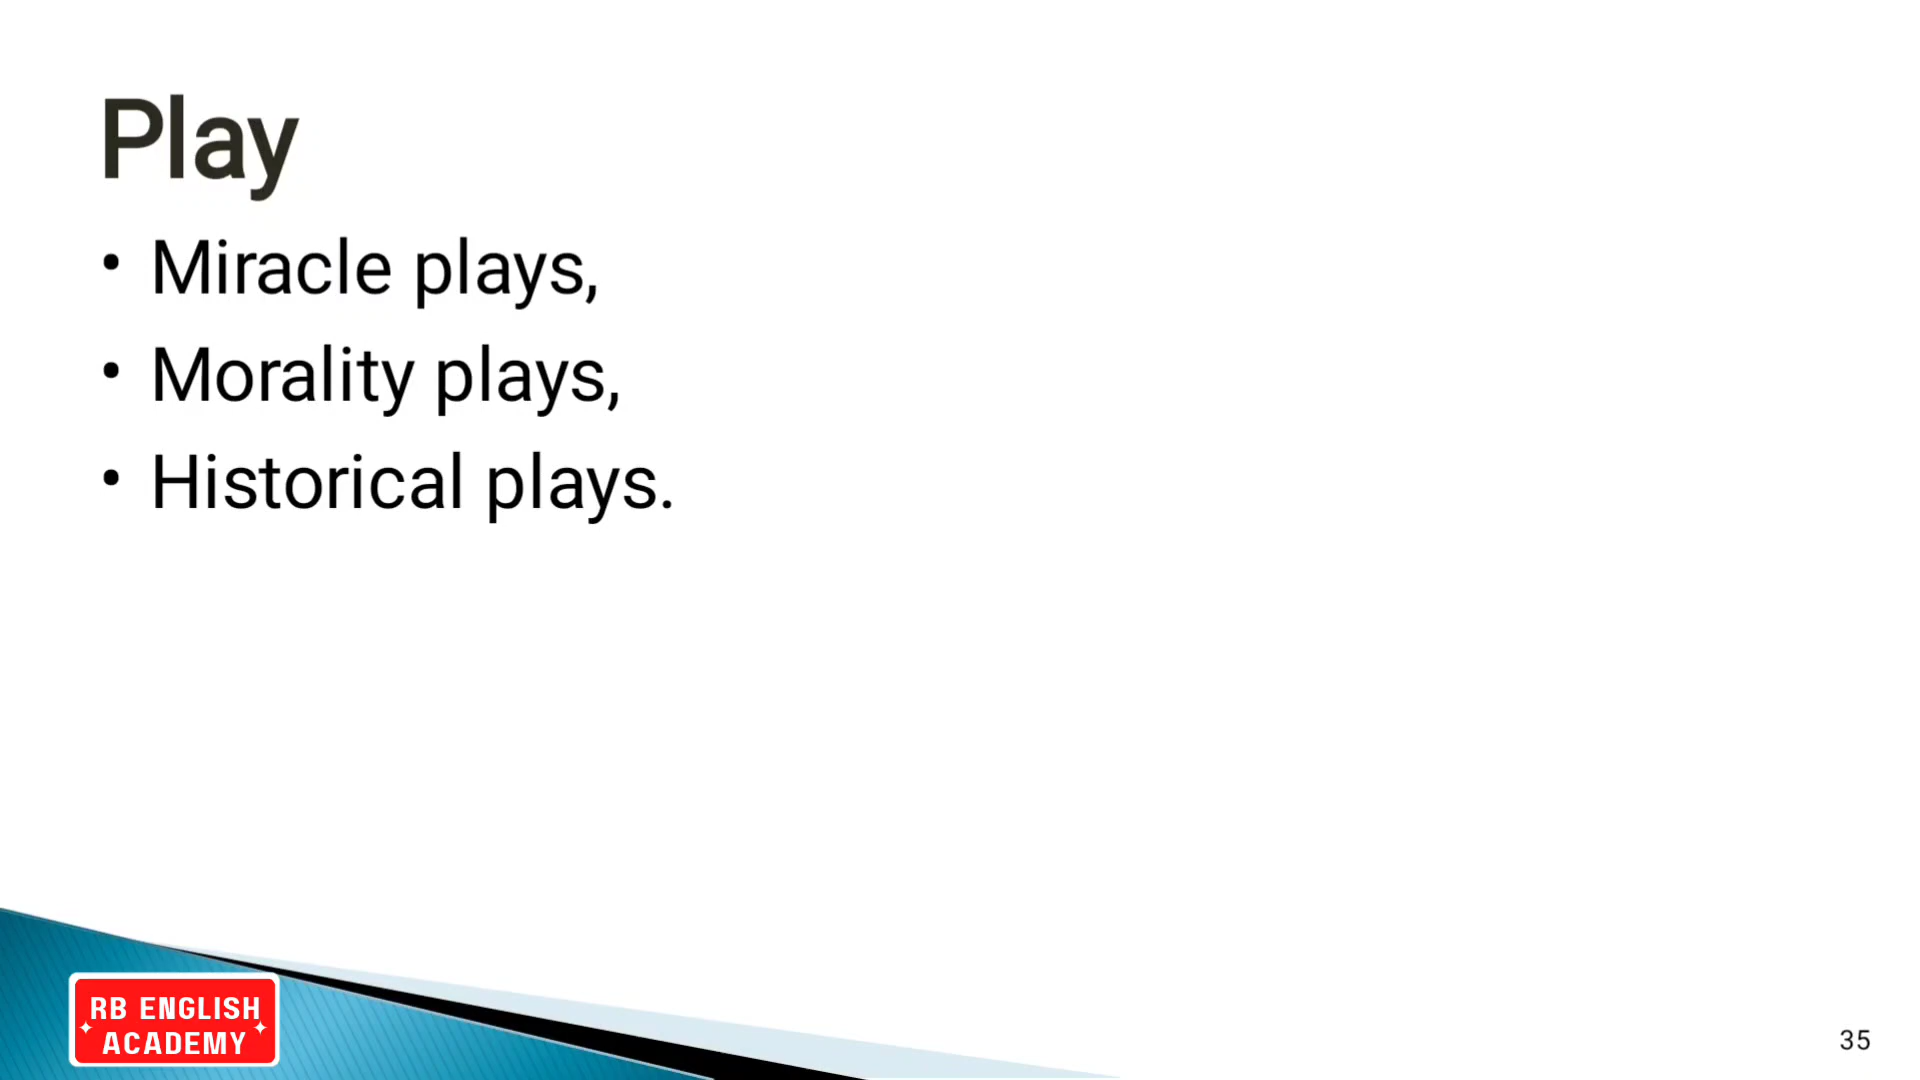 Play
• Miracle plays,
• Morality plays,
• Historical plays.
RB ENGLISH
ACADEMY
35